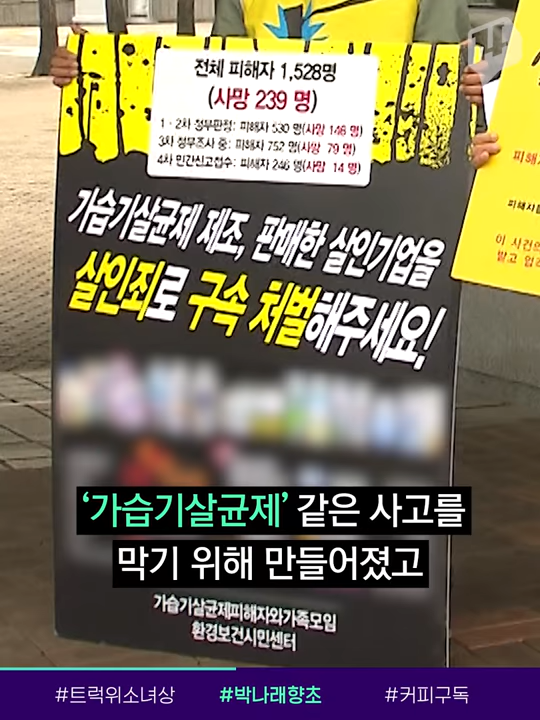 전체 피해자 1,528명
(사망 239 명)
1·2차 정부판정: 피해자 530 명(사망 146 명)
3차 정부조사 중: 피해자 752 명(사망 79 명)
4차 민간신고접수: 피해자 246 명(사망 14 명)
가습기살균제 제조, 판매한 살인기업을
살인죄로 구속 처벌해주세요!
피해자
이 사건의
‘가습기살균제’ 같은 사고를
막기 위해 만들어졌고
가습기살균제피해자와가족모임
환경보건시민센터
#트럭위소녀상 #박나래향초 #커피구독